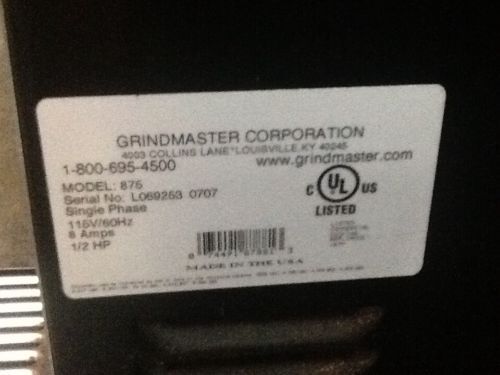 GRINDMASTER CORPORATION
4003 COLLINS LANE*LOUISVILLE, KY 40245
1-800-695-4500 www.grindmaster.com
MODEL: 875
Serial No: L069253 0707
Single Phase
115V/60Hz
8 Amps
1/2 HP
C UL US
LISTED
MADE IN THE USA